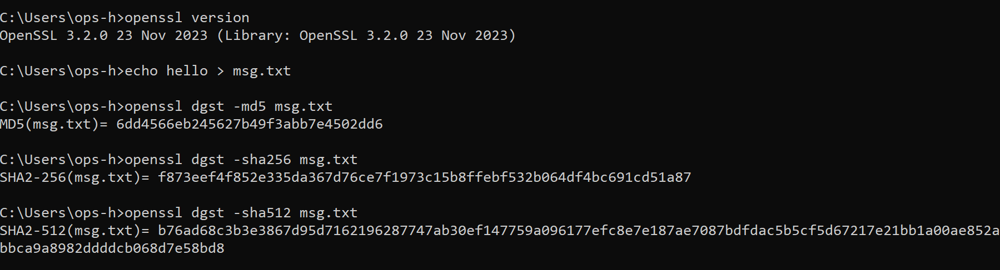 C:\Users\ops-h>openssl version
OpenSSL 3.2.0 23 Nov 2023 (Library: OpenSSL 3.2.0 23 Nov 2023)
C:\Users\ops-h>echo hello > msg.txt
C:\Users\ops-h>openssl dgst -md5 msg.txt
MD5(msg.txt)= 6dd4566eb245627b49f3abb7e4502dd6
C:\Users\ops-h>openssl dgst -sha256 msg.txt
SHA2-256(msg.txt)= f873eef4f852e335da367d76ce7f1973c15b8ffebf532b064df4bc691cd51a87
C:\Users\ops-h>openssl dgst -sha512 msg.txt
SHA2-512(msg.txt)= b76ad68c3b3e3867d95d7162196287747ab30ef147759a096177efc8e7e187ae7087bdfdac5b5cf5d67217e21bb1a00ae852a
bbca9a8982ddddcb068d7e58bd8